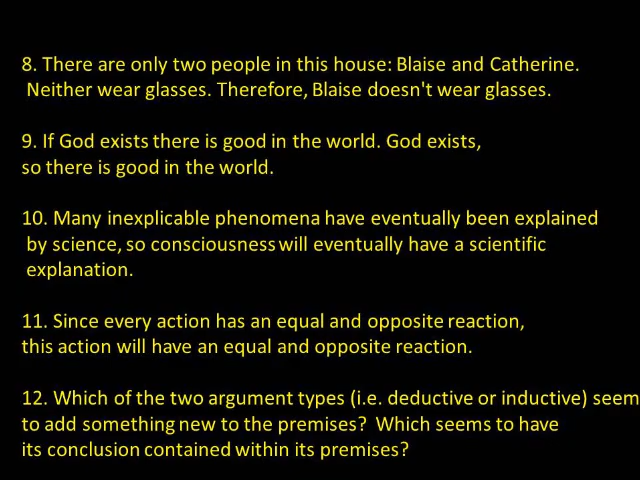 8. There are only two people in this house: Blaise and Catherine.
Neither wear glasses. Therefore, Blaise doesn't wear glasses.
9. If God exists there is good in the world. God exists,
so there is good in the world.
10. Many inexplicable phenomena have eventually been explained
by science, so consciousness will eventually have a scientific
explanation.
11. Since every action has an equal and opposite reaction,
this action will have an equal and opposite reaction.
12. Which of the two argument types (i.e. deductive or inductive) seem
to add something new to the premises? Which seems to have
its conclusion contained within its premises?